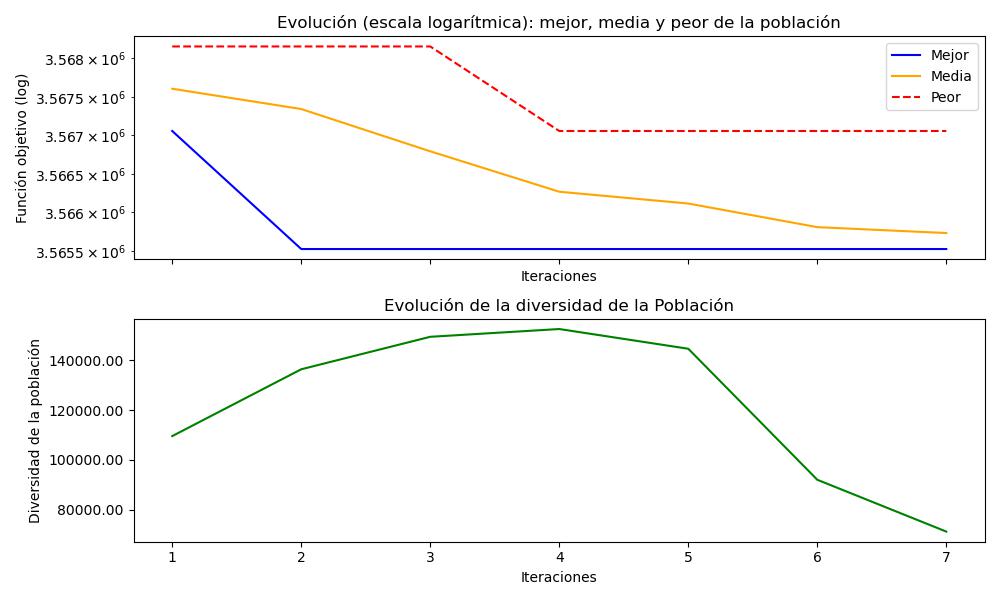 Evolución (escala logarítmica): mejor, media y peor de la población
Función objetivo (log)
3.568 × 10⁶
3.5675 × 10⁶
3.567 × 10⁶
3.5665 × 10⁶
3.566 × 10⁶
3.5655 × 10⁶
Mejor
Media
Peor
Iteraciones
Evolución de la diversidad de la Población
Diversidad de la población
140000.00
120000.00
100000.00
80000.00
1 2 3 4 5 6 7
Iteraciones